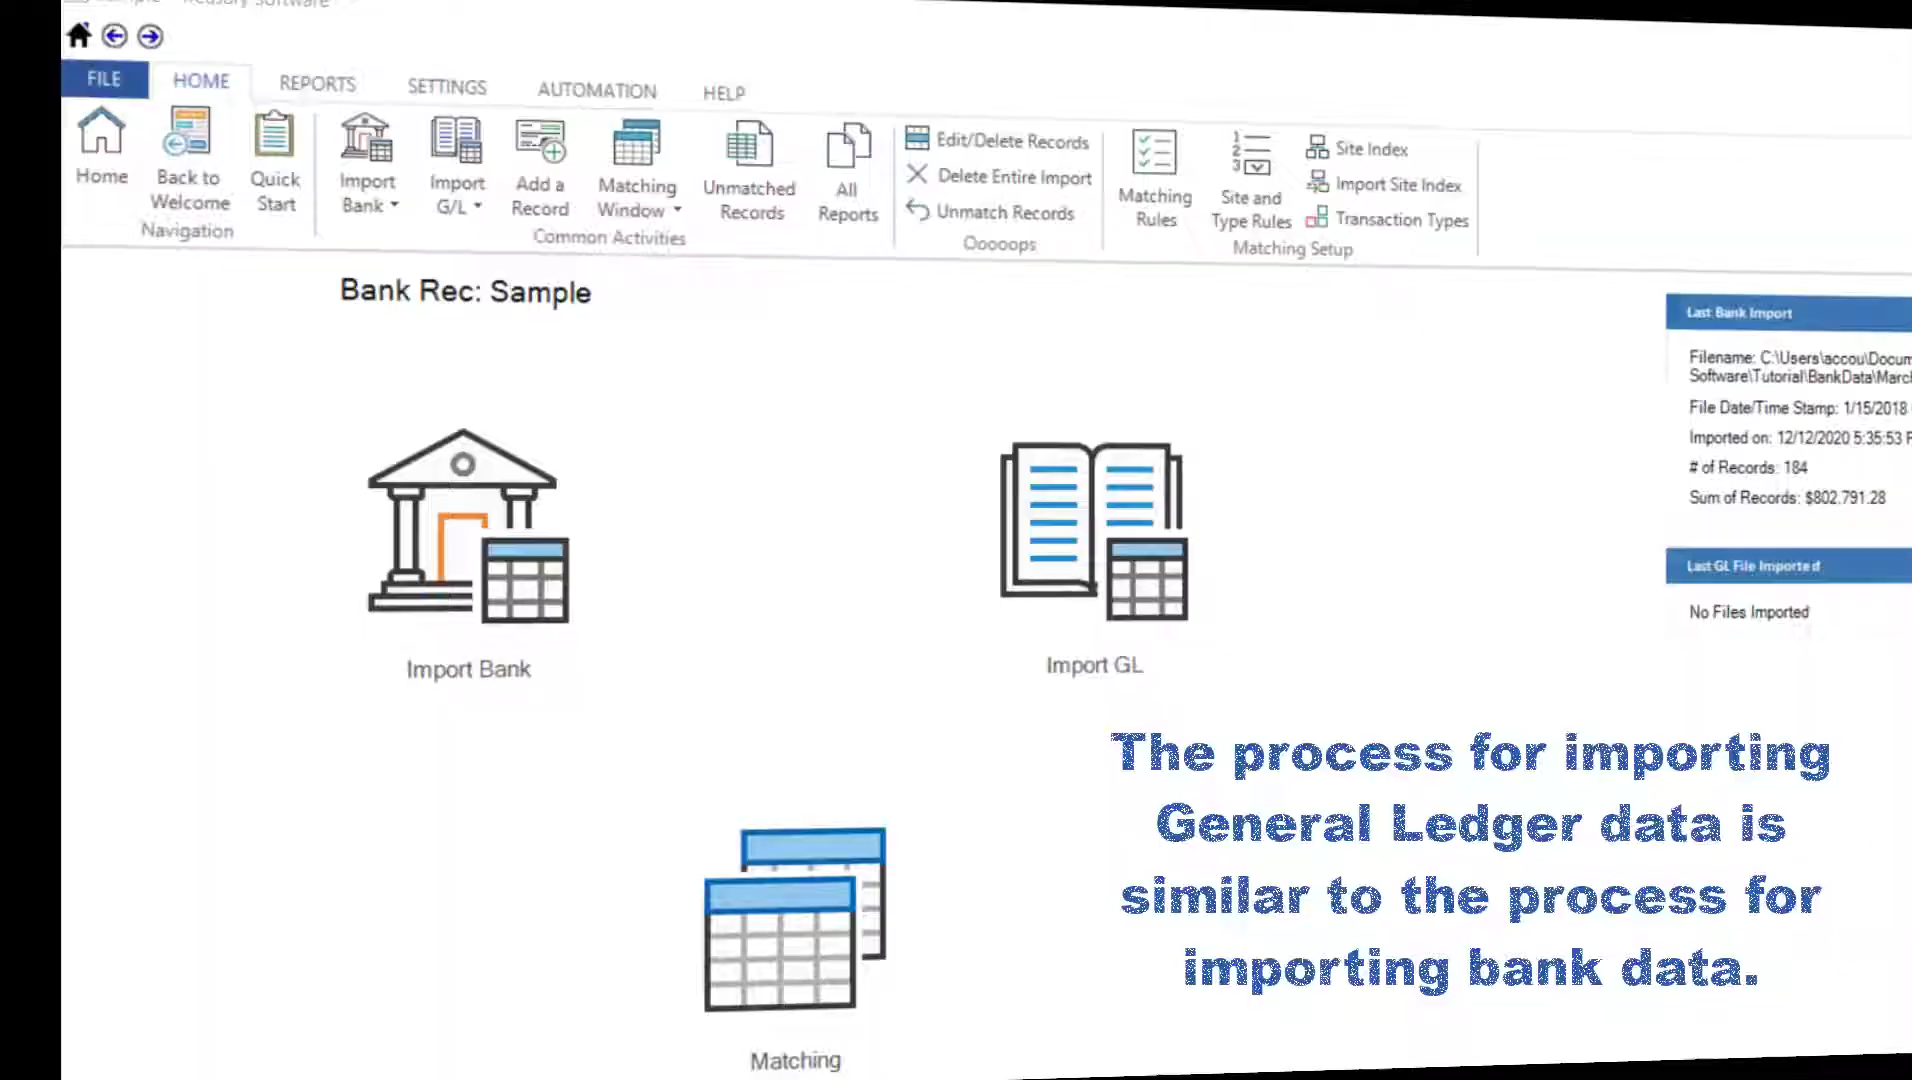 FILE HOME REPORTS SETTINGS AUTOMATION HELP
Home
Back to
Welcome
Quick
Start
Navigation
Import
Bank
Import
G/L
Add a
Record
Matching
Window
Unmatched
Records
All
Reports
Common Activities
Edit/Delete Records
Delete Entire Import
Unmatch Records
Ooooops
Matching
Rules
1
2
3
Site and
Type Rules
Site Index
Import Site Index
Transaction Types
Matching Setup
Bank Rec: Sample
Import Bank
Import GL
Matching
Last Bank Import
Filename: C:\Users\accou\Docum
Software\Tutorial\BankData\March
File Date/Time Stamp: 1/15/2018
Imported on: 12/12/2020 5:35:53 P
# of Records: 184
Sum of Records: $802,791.28
Last GL File Imported
No Files Imported
The process for importing
General Ledger data is
similar to the process for
importing bank data.